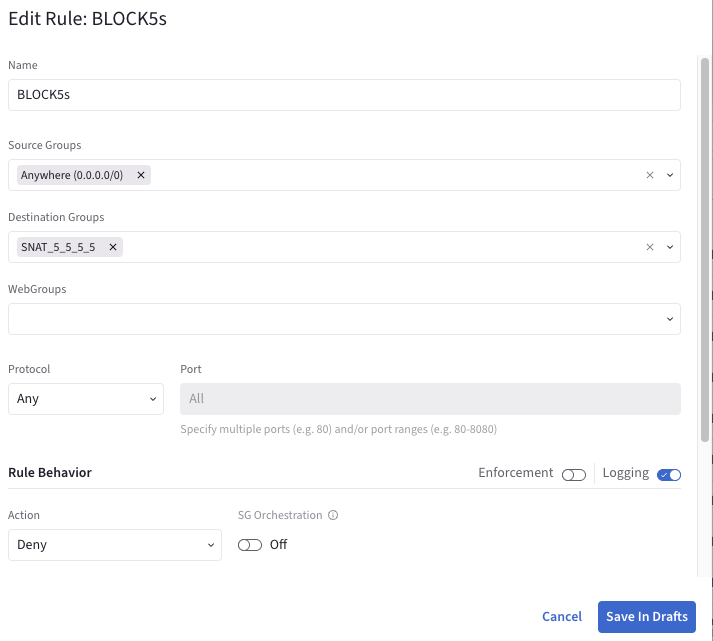 Edit Rule: BLOCK5s
Name
BLOCK5s
Source Groups
Anywhere (0.0.0.0/0)
Destination Groups
SNAT_5_5_5_5
WebGroups
Protocol
Port
Any
All
Specify multiple ports (e.g. 80) and/or port ranges (e.g. 80-8080)
Rule Behavior
Enforcement
Logging
Action
SG Orchestration
Deny
Off
Cancel
Save In Drafts